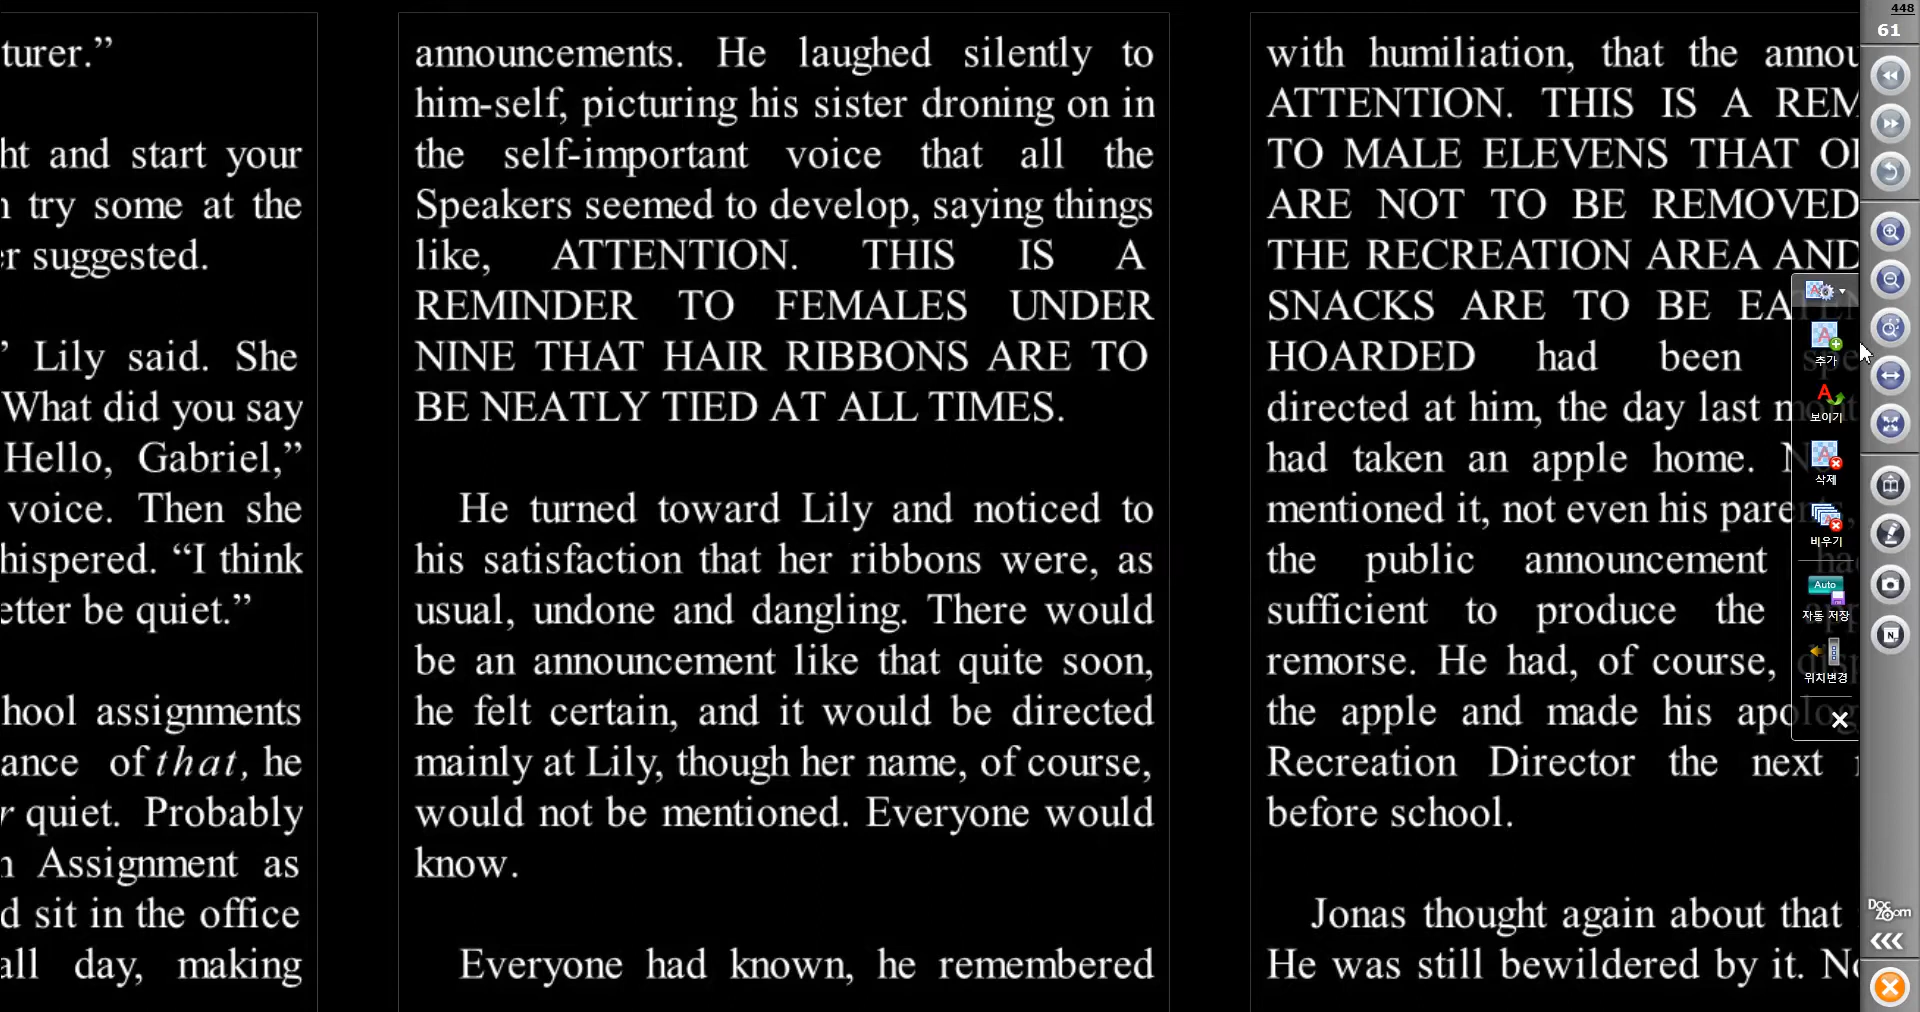 turer.”
ht and start your
try some at the
r suggested.
” Lily said. She
What did you say
Hello, Gabriel,”
voice. Then she
hispered. “I think
etter be quiet.”
hool assignments
ance of that, he
r quiet. Probably
Assignment as
d sit in the office
all day, making
announcements. He laughed silently to
him-self, picturing his sister droning on in
the self-important voice that all the
Speakers seemed to develop, saying things
like, ATTENTION. THIS IS A
REMINDER TO FEMALES UNDER
NINE THAT HAIR RIBBONS ARE TO
BE NEATLY TIED AT ALL TIMES.
He turned toward Lily and noticed to
his satisfaction that her ribbons were, as
usual, undone and dangling. There would
be an announcement like that quite soon,
he felt certain, and it would be directed
mainly at Lily, though her name, of course,
would not be mentioned. Everyone would
know.
Everyone had known, he remembered
with humiliation, that the annou
ATTENTION. THIS IS A REM
TO MALE ELEVENS THAT O
ARE NOT TO BE REMOVED
THE RECREATION AREA AND
SNACKS ARE TO BE EATEN
HOARDED had been spe
directed at him, the day last mont
had taken an apple home. N
mentioned it, not even his parents,
the public announcement ha
sufficient to produce the app
remorse. He had, of course, disp
the apple and made his apolog
Recreation Director the next
before school.
Jonas thought again about that
He was still bewildered by it. No
448
61
추가
보이기
삭제
비우기
Auto
자동 저장
위치변경
DocZoom